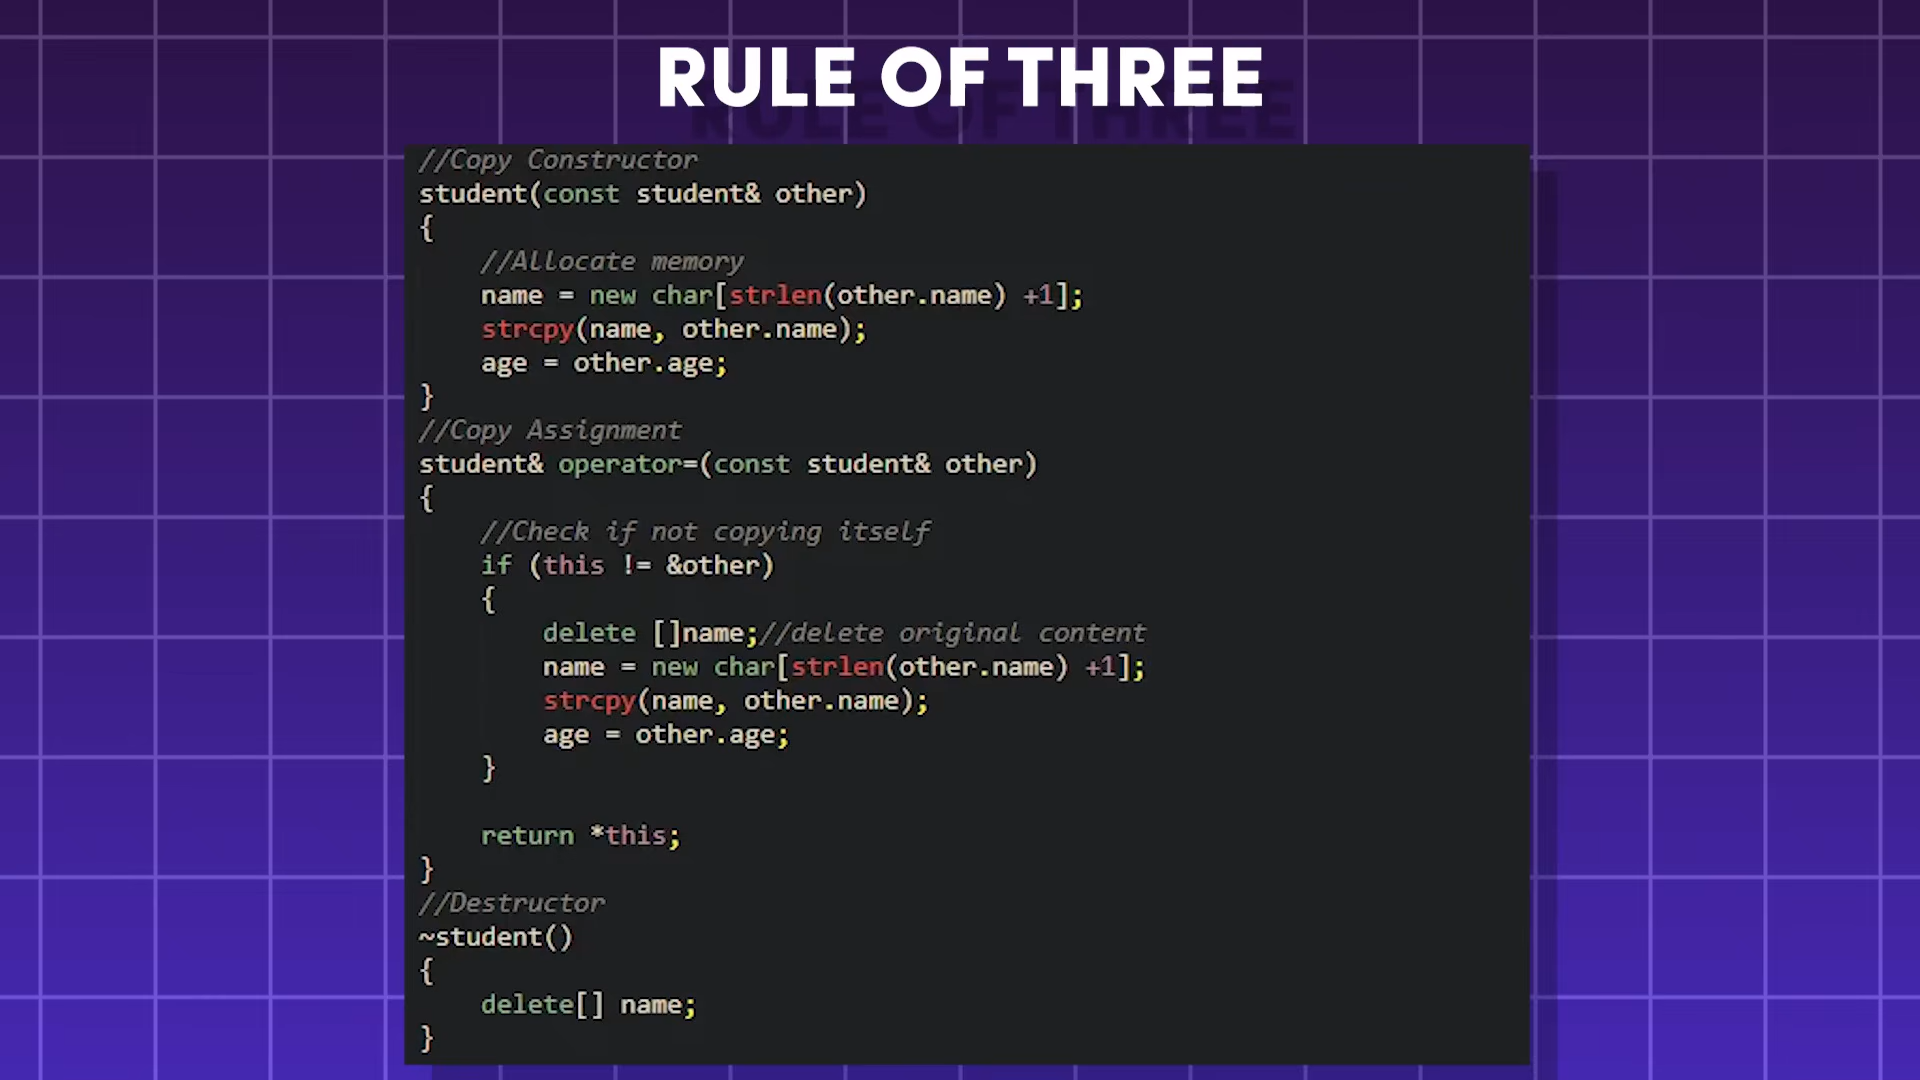 RULE OF THREE
//Copy Constructor
student(const student& other)
{
//Allocate memory
name = new char[strlen(other.name) +1];
strcpy(name, other.name);
age = other.age;
}
//Copy Assignment
student& operator=(const student& other)
{
//Check if not copying itself
if (this != &other)
{
delete []name;//delete original content
name = new char[strlen(other.name) +1];
strcpy(name, other.name);
age = other.age;
}
return *this;
}
//Destructor
~student()
{
delete[] name;
}